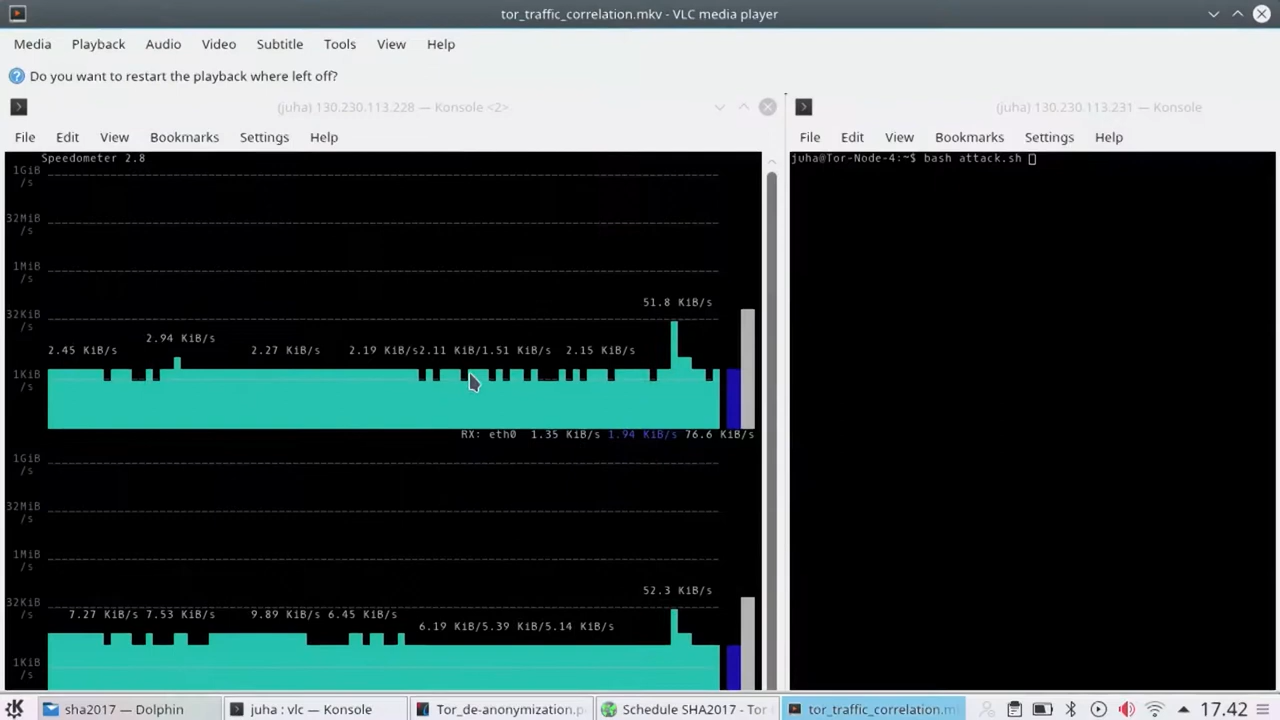 tor_traffic_correlation.mkv - VLC media player
Media Playback Audio Video Subtitle Tools View Help
Do you want to restart the playback where left off?
(juha) 130.230.113.228 — Konsole <2>
File Edit View Bookmarks Settings Help
Speedometer 2.8
1GiB
/s
32MiB
/s
1MiB
/s
51.8 KiB/s
32KiB
/s
2.94 KiB/s
2.45 KiB/s 2.27 KiB/s 2.19 KiB/s2.11 KiB/1.51 KiB/s 2.15 KiB/s
1KiB
/s
RX: eth0 1.35 KiB/s 1.94 KiB/s 76.6 KiB/s
1GiB
/s
32MiB
/s
1MiB
/s
52.3 KiB/s
32KiB
/s
7.27 KiB/s 7.53 KiB/s 9.89 KiB/s 6.45 KiB/s
6.19 KiB/5.39 KiB/5.14 KiB/s
1KiB
/s
(juha) 130.230.113.231 — Konsole
File Edit View Bookmarks Settings Help
juha@Tor-Node-4:~$ bash attack.sh
sha2017 — Dolphin
juha : vlc — Konsole
Tor_de-anonymization.p
Schedule SHA2017 - Tor
tor_traffic_correlation.m
17.42